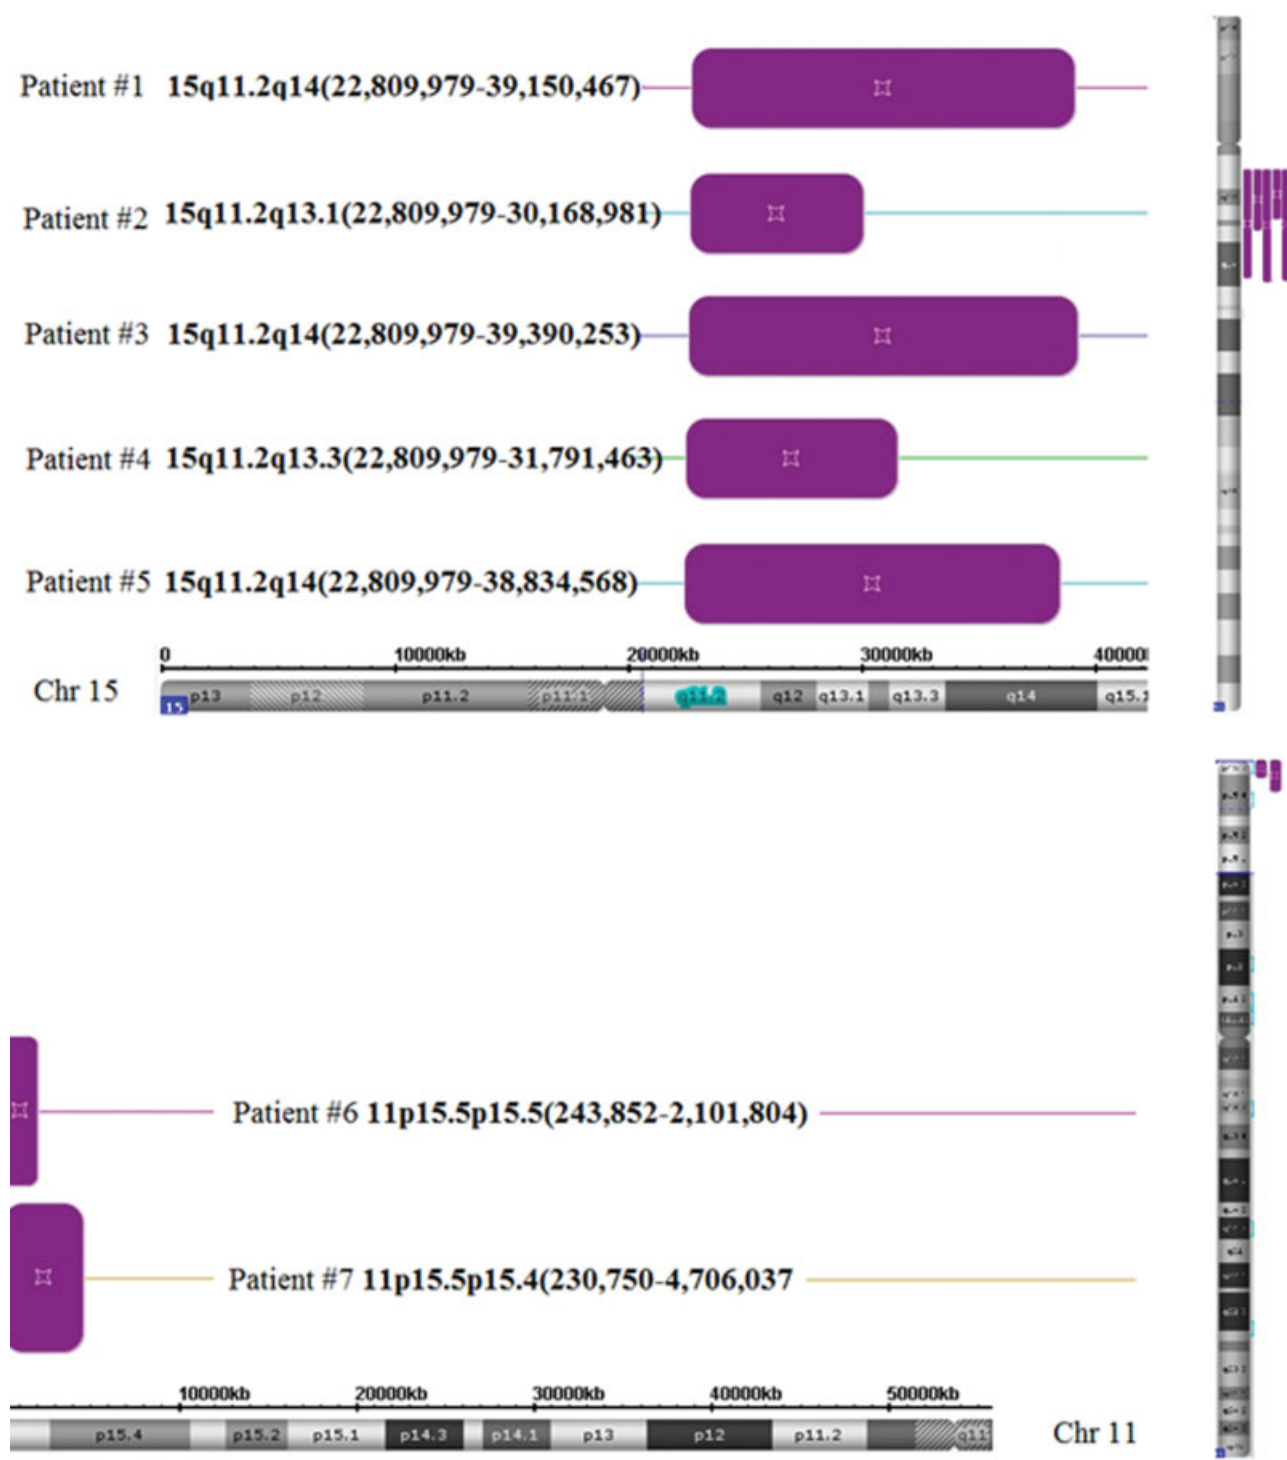 Patient #1 15q11.2q14(22,809,979-39,150,467)
Patient #2 15q11.2q13.1(22,809,979-30,168,981)
Patient #3 15q11.2q14(22,809,979-39,390,253)
Patient #4 15q11.2q13.3(22,809,979-31,791,463)
Patient #5 15q11.2q14(22,809,979-38,834,568)
0 10000kb 20000kb 30000kb 40000
Chr 15 15 p13 p12 p11.2 p11.1 q11.2 q12 q13.1 q13.3 q14 q15.1
Patient #6 11p15.5p15.5(243,852-2,101,804)
Patient #7 11p15.5p15.4(230,750-4,706,037
10000kb 20000kb 30000kb 40000kb 50000kb
p15.4 p15.2 p15.1 p14.3 p14.1 p13 p12 p11.2 q11 Chr 11